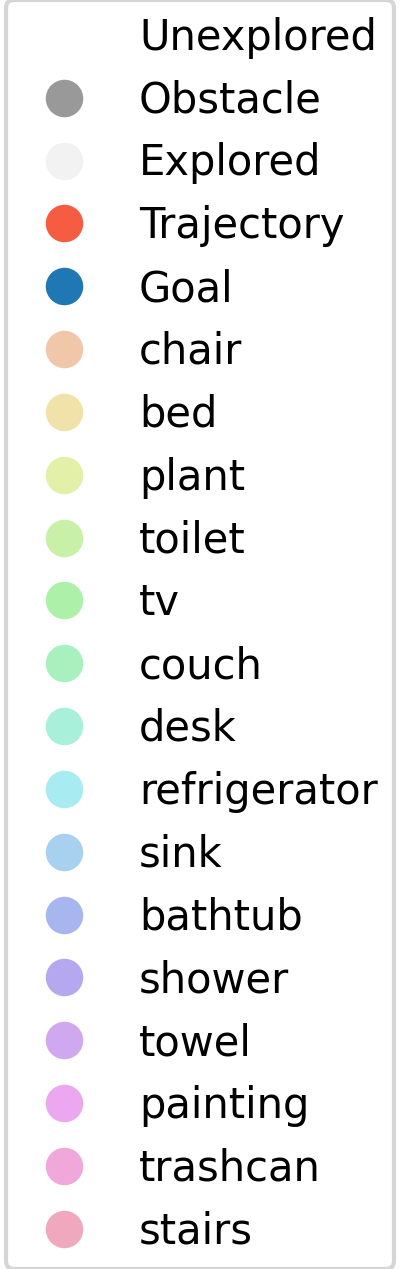 Unexplored
Obstacle
Explored
Trajectory
Goal
chair
bed
plant
toilet
tv
couch
desk
refrigerator
sink
bathtub
shower
towel
painting
trashcan
stairs